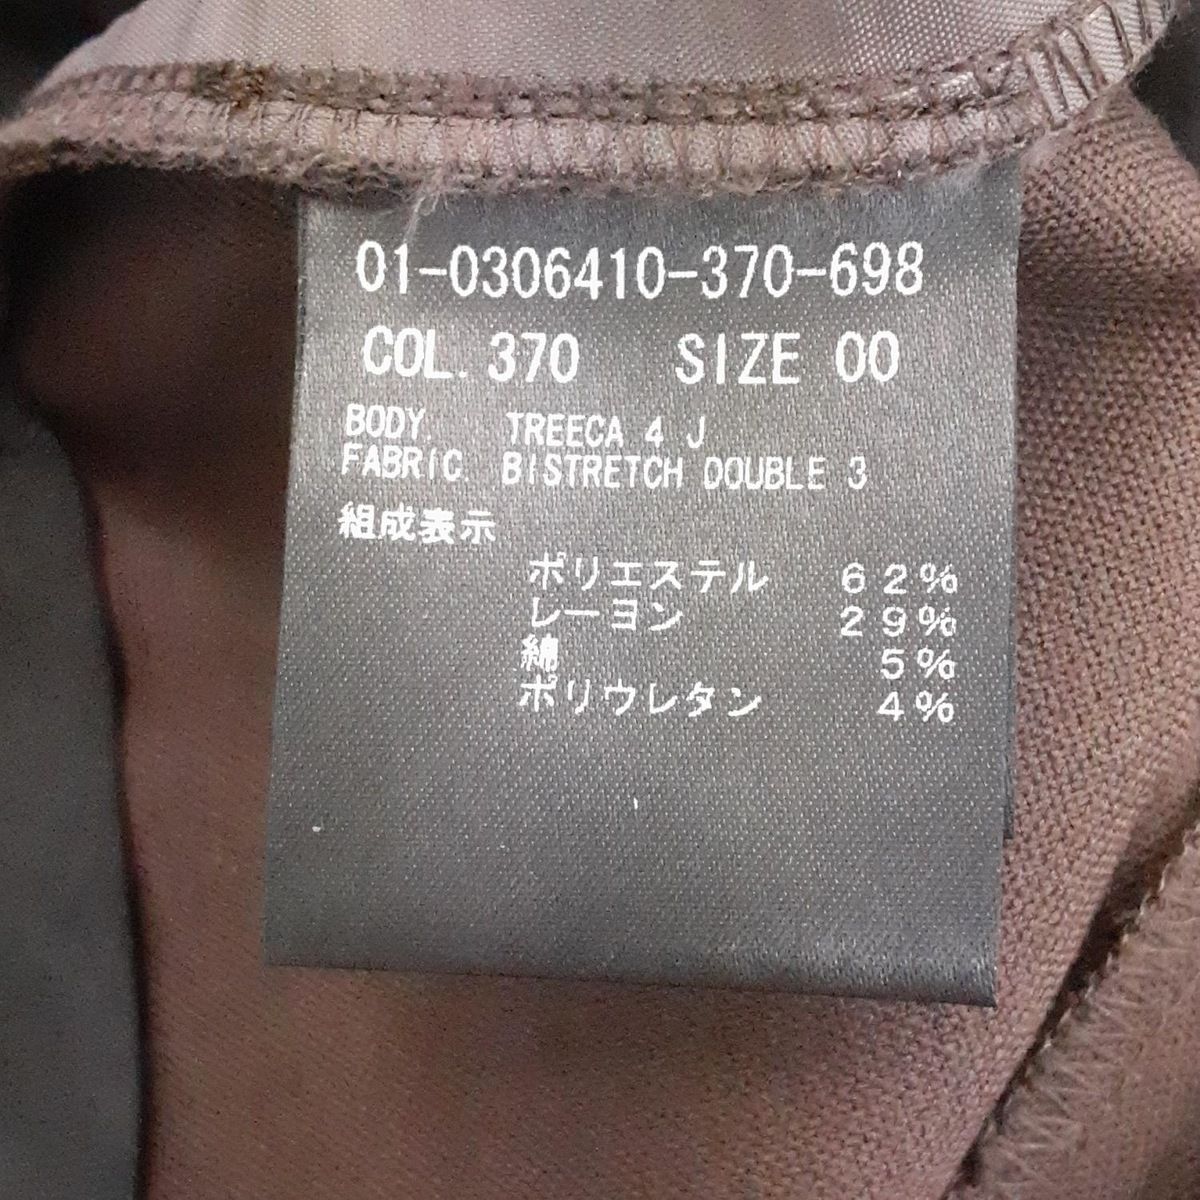 01-0306410-370-698
COL. 370 SIZE 00
BODY. TREECA 4 J
FABRIC. BISTRETCH DOUBLE 3
組成表示
ポリエステル 62%
レーヨン 29%
綿 5%
ポリウレタン 4%